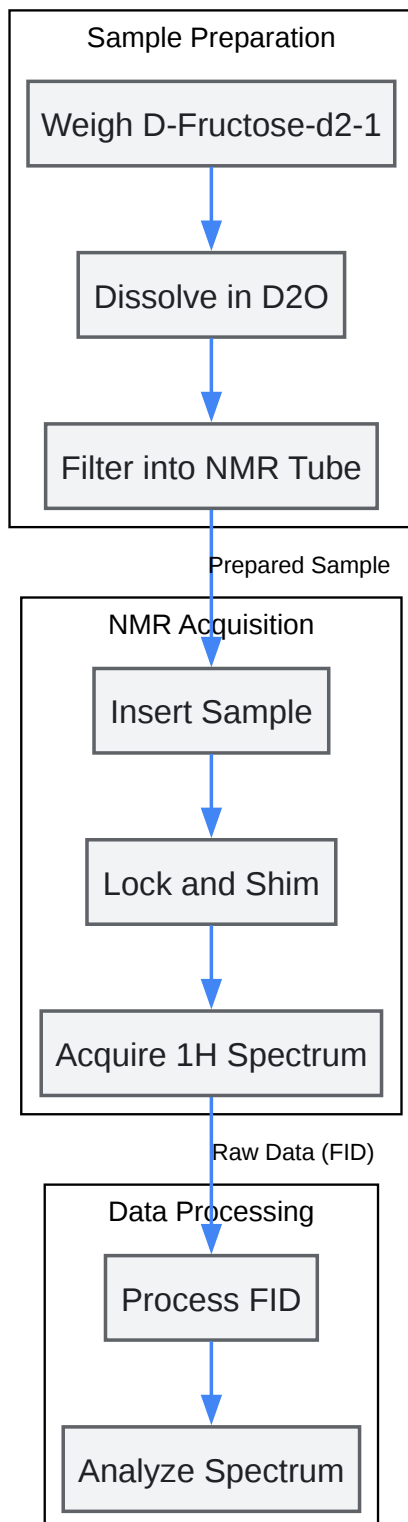 Sample Preparation
Weigh D-Fructose-d2-1
Dissolve in D2O
Filter into NMR Tube
Prepared Sample
NMR Acquisition
Insert Sample
Lock and Shim
Acquire 1H Spectrum
Raw Data (FID)
Data Processing
Process FID
Analyze Spectrum